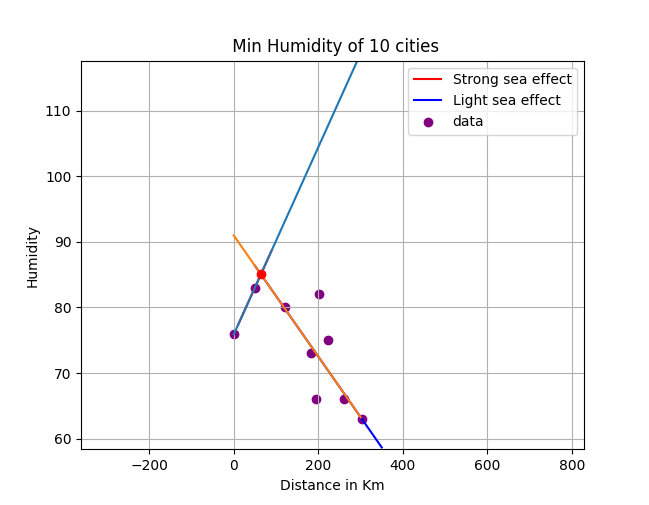 Min Humidity of 10 cities
Strong sea effect
Light sea effect
data
110
100
90
80
70
60
Humidity
−200
0
200
400
600
800
Distance in Km